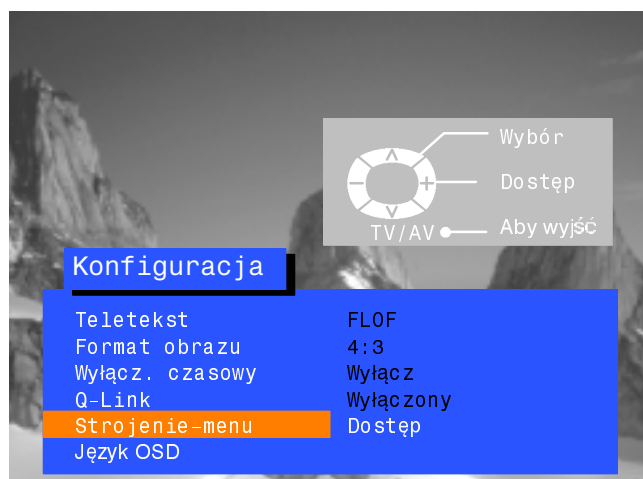 Wybór
Dostęp
TV/AV Aby wyjść
Konfiguracja
Teletekst FLOF
Format obrazu 4:3
Wyłącz. czasowy Wyłącz
Q-Link Wyłączony
Strojenie-menu Dostęp
Język OSD